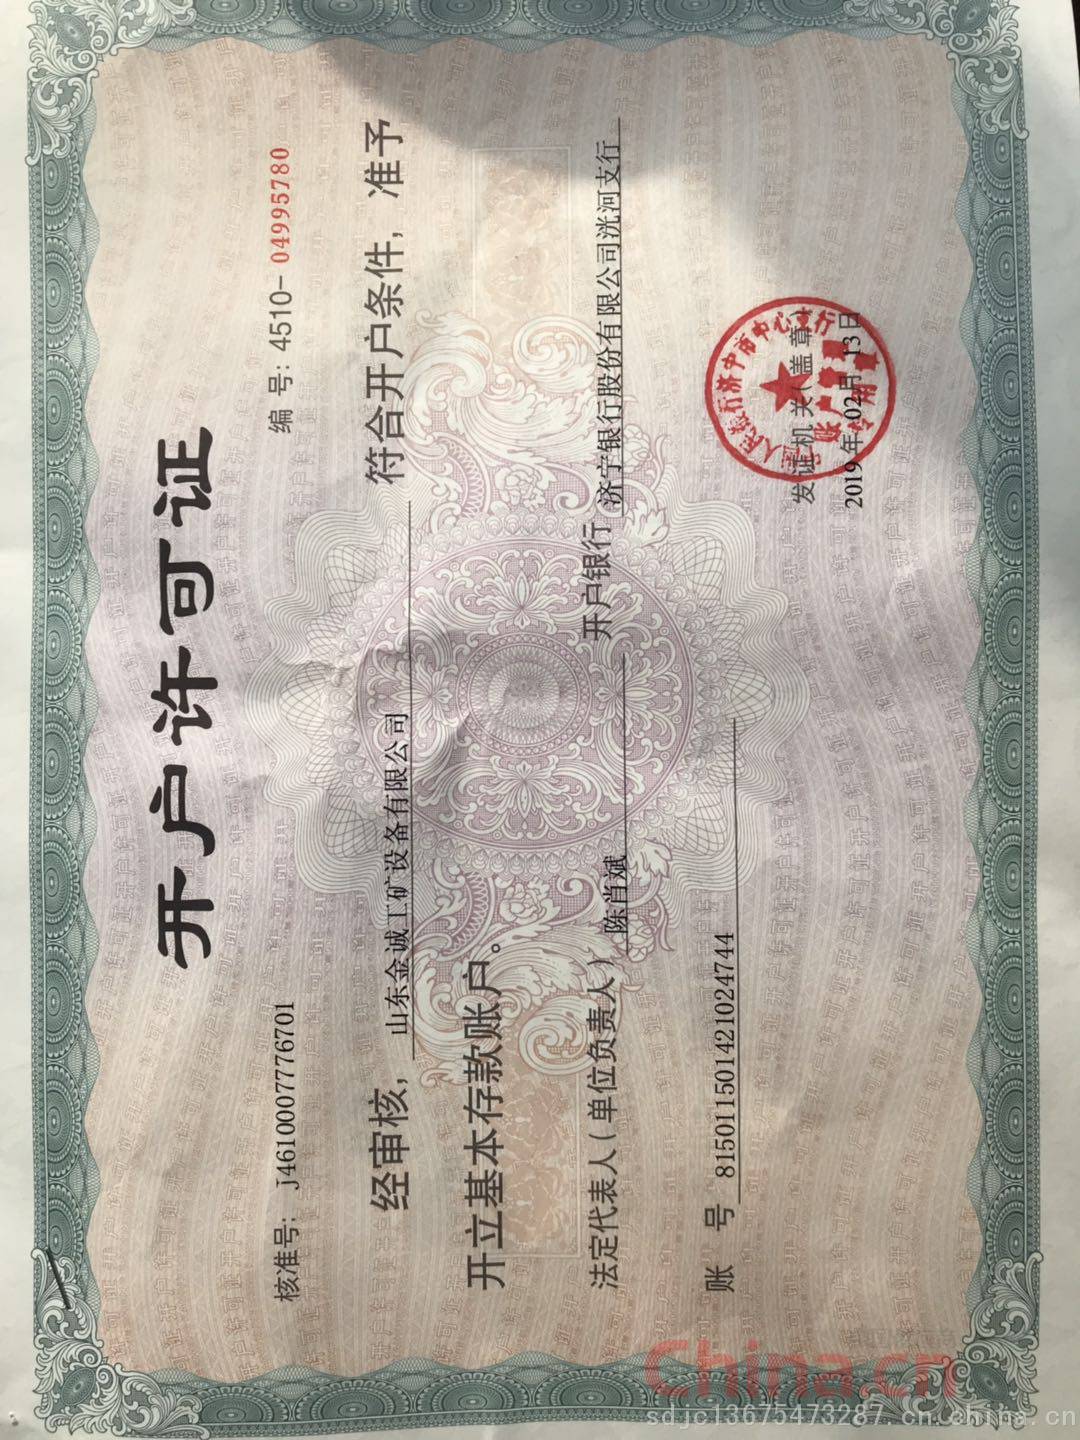 开户许可证
核准号: J4610007776701 编 号: 4510-04995780
经审核, 山东金诚工矿设备有限公司 符合开户条件, 准予
开立基本存款账户。
法定代表人(单位负责人) 陈肖斌 开户银行 济宁银行股份有限公司洸河支行
账 号 815011501421024744
发证机关(盖章)
2019 年 02月 13日
China.cn
sdjc13675473287.cn.china.cn